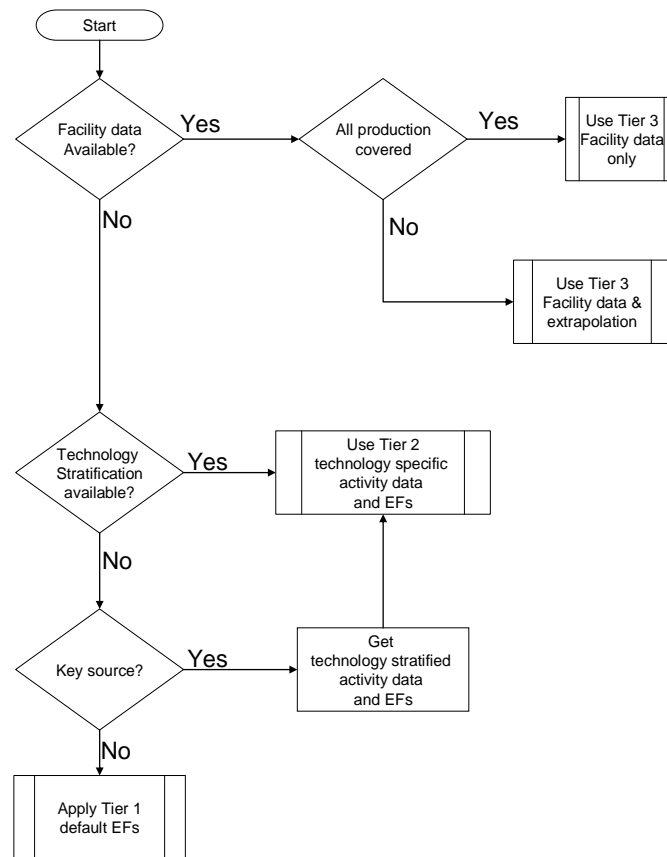 Start
Facility data
Available?
Yes
All production
covered
Yes
Use Tier 3
Facility data
only
No
No
Use Tier 3
Facility data &
extrapolation
Technology
Stratification
available?
Yes
Use Tier 2
technology specific
activity data
and EFs
No
Key source?
Yes
Get
technology stratified
activity data
and EFs
No
Apply Tier 1
default EFs